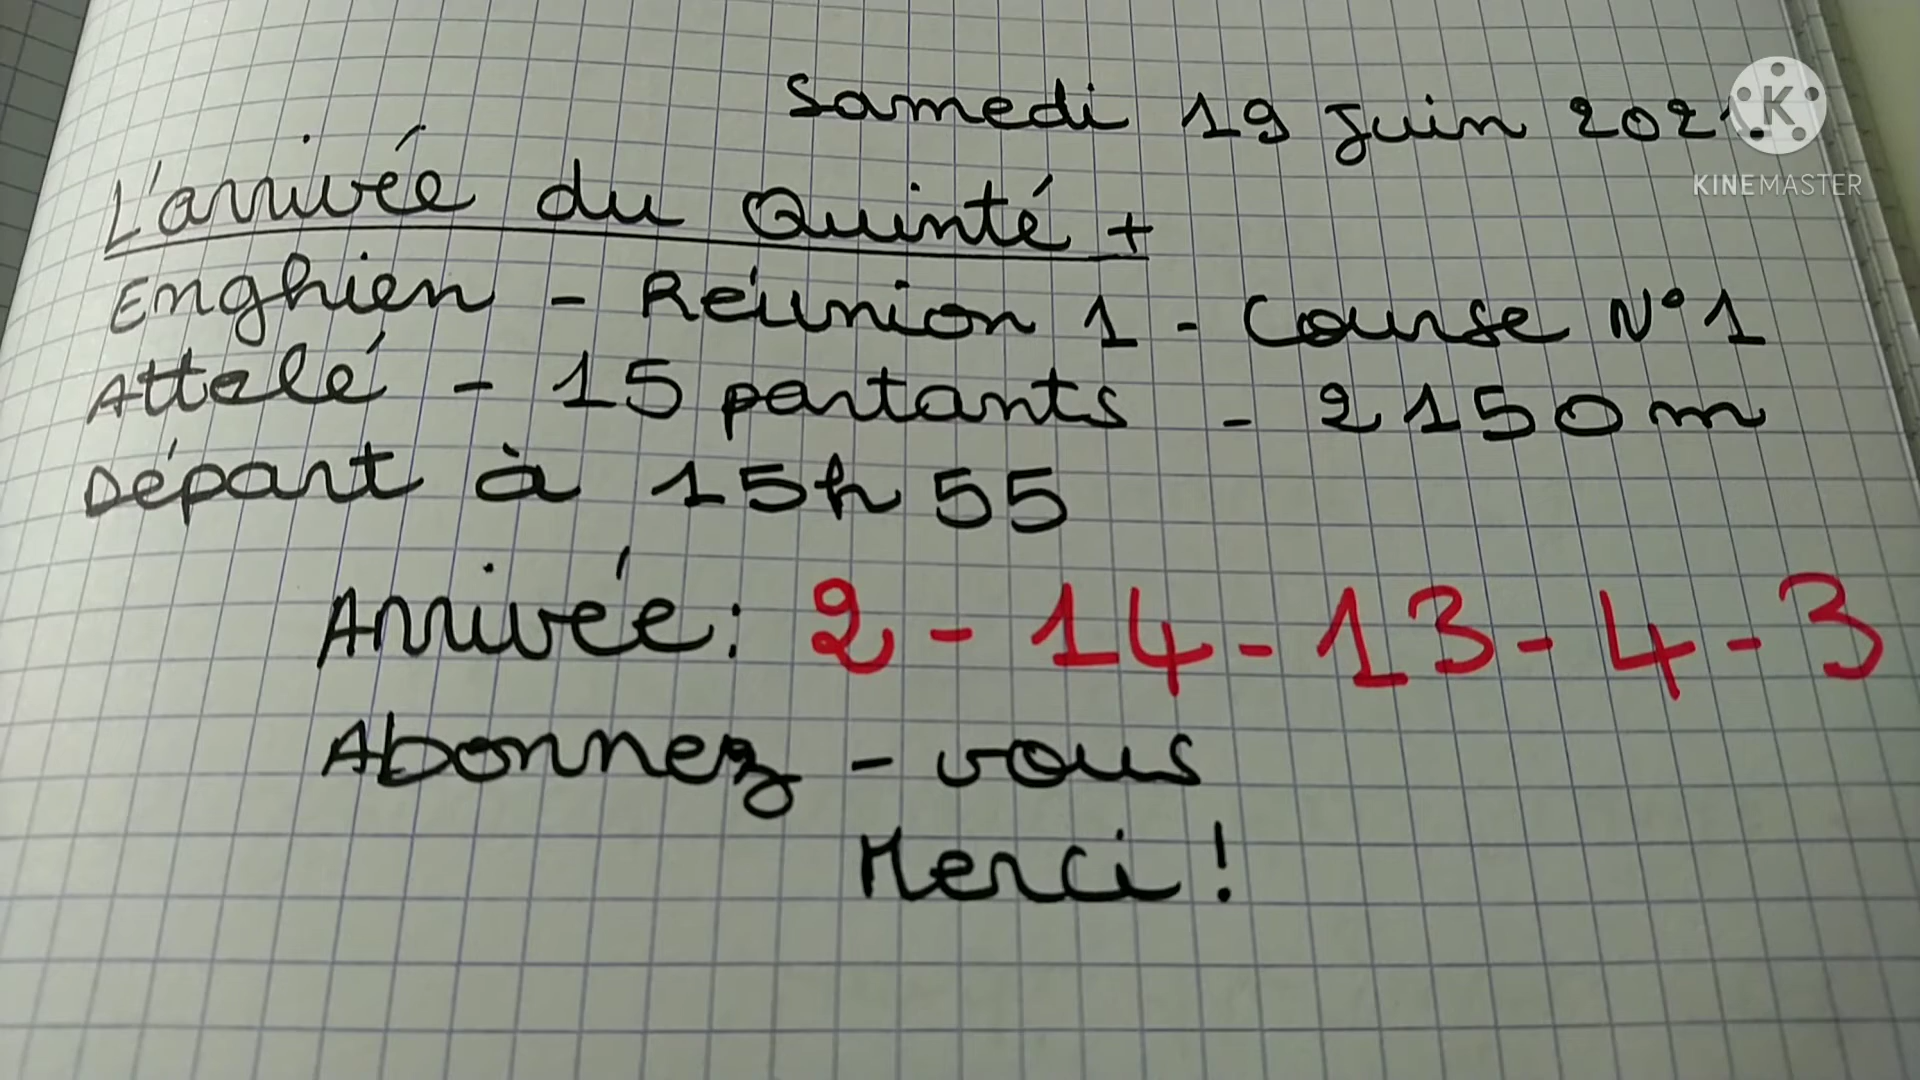 Samedi 19 Juin 2021
KINEMASTER
L'arrivée du Quinté +
Enghien - Réunion 1 - Course N° 1
Attelé - 15 partants - 2150m
Départ à 15h55
Arrivée: 2 - 14 - 13 - 4 - 3
Abonnez - vous
Merci !